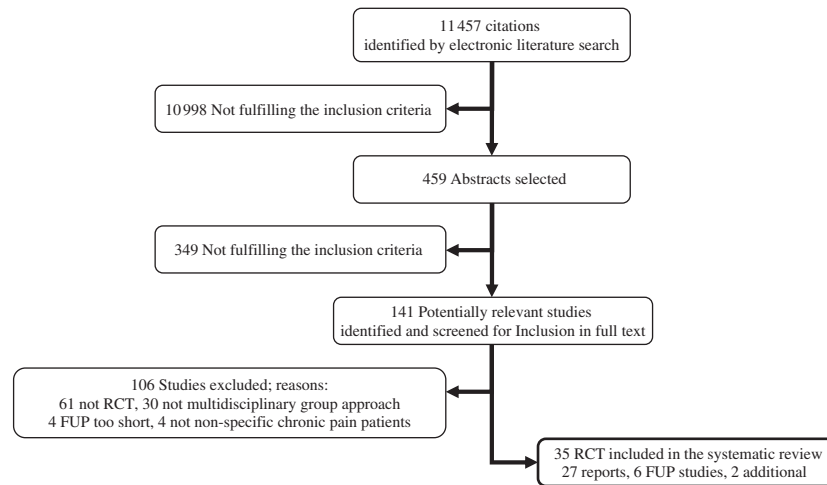 11 457 citations
identified by electronic literature search
10 998 Not fulfilling the inclusion criteria
459 Abstracts selected
349 Not fulfilling the inclusion criteria
141 Potentially relevant studies
identified and screened for Inclusion in full text
106 Studies excluded; reasons:
61 not RCT, 30 not multidisciplinary group approach
4 FUP too short, 4 not non-specific chronic pain patients
35 RCT included in the systematic review
27 reports, 6 FUP studies, 2 additional